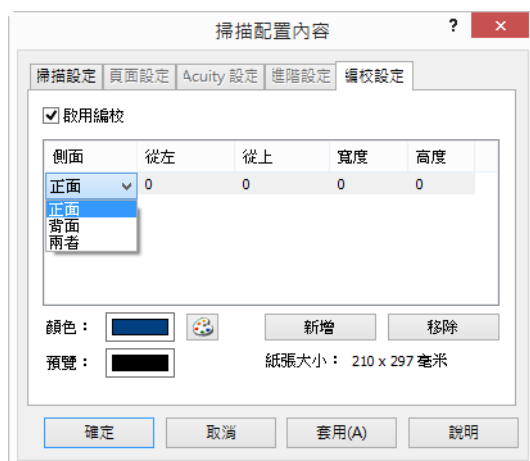 掃描配置內容 ?
掃描設定 頁面設定 Acuity 設定 進階設定 編校設定
啟用編校
側面 從左 從上 寬度 高度
正面 0 0 0 0
正面
背面
兩者
顏色： 新增 移除
預覽： 紙張大小： 210 x 297 毫米
確定 取消 套用(A) 說明